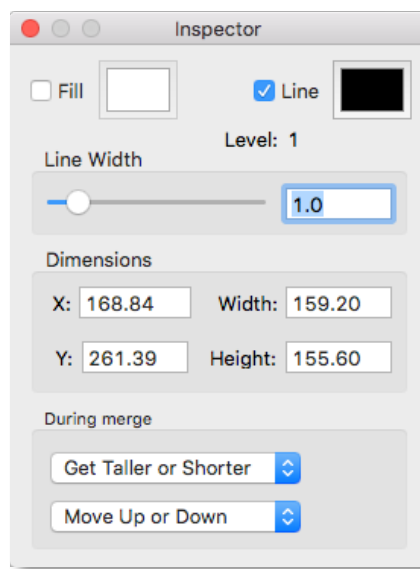 Inspector
Fill Line
Level: 1
Line Width
1.0
Dimensions
X: 168.84 Width: 159.20
Y: 261.39 Height: 155.60
During merge
Get Taller or Shorter
Move Up or Down